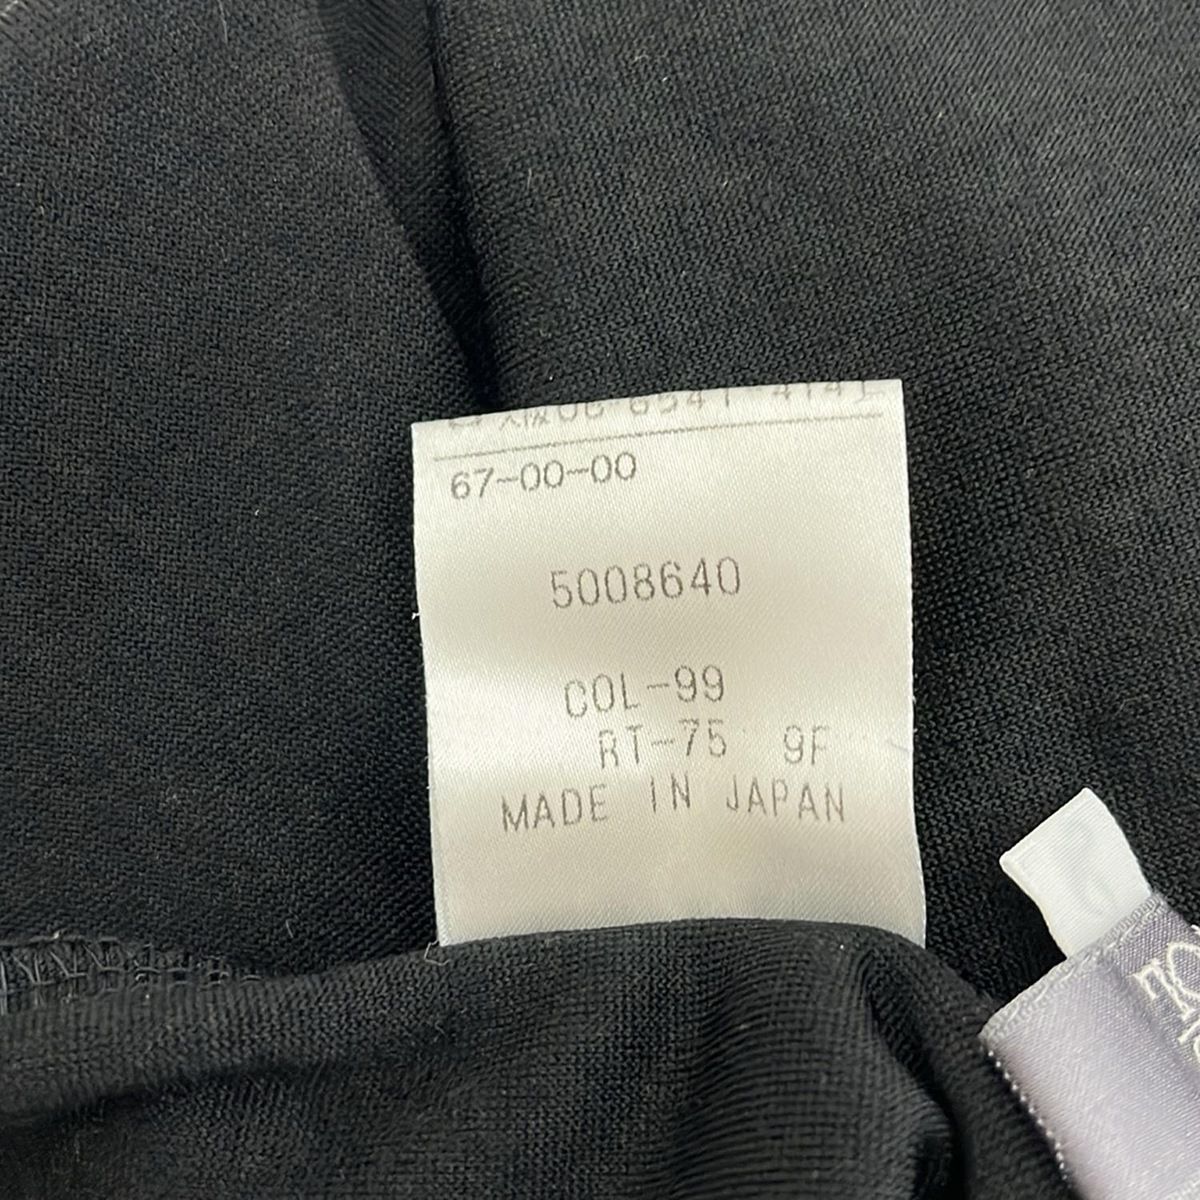 67-00-00
5008640
COL-99
RT-75 9F
MADE IN JAPAN